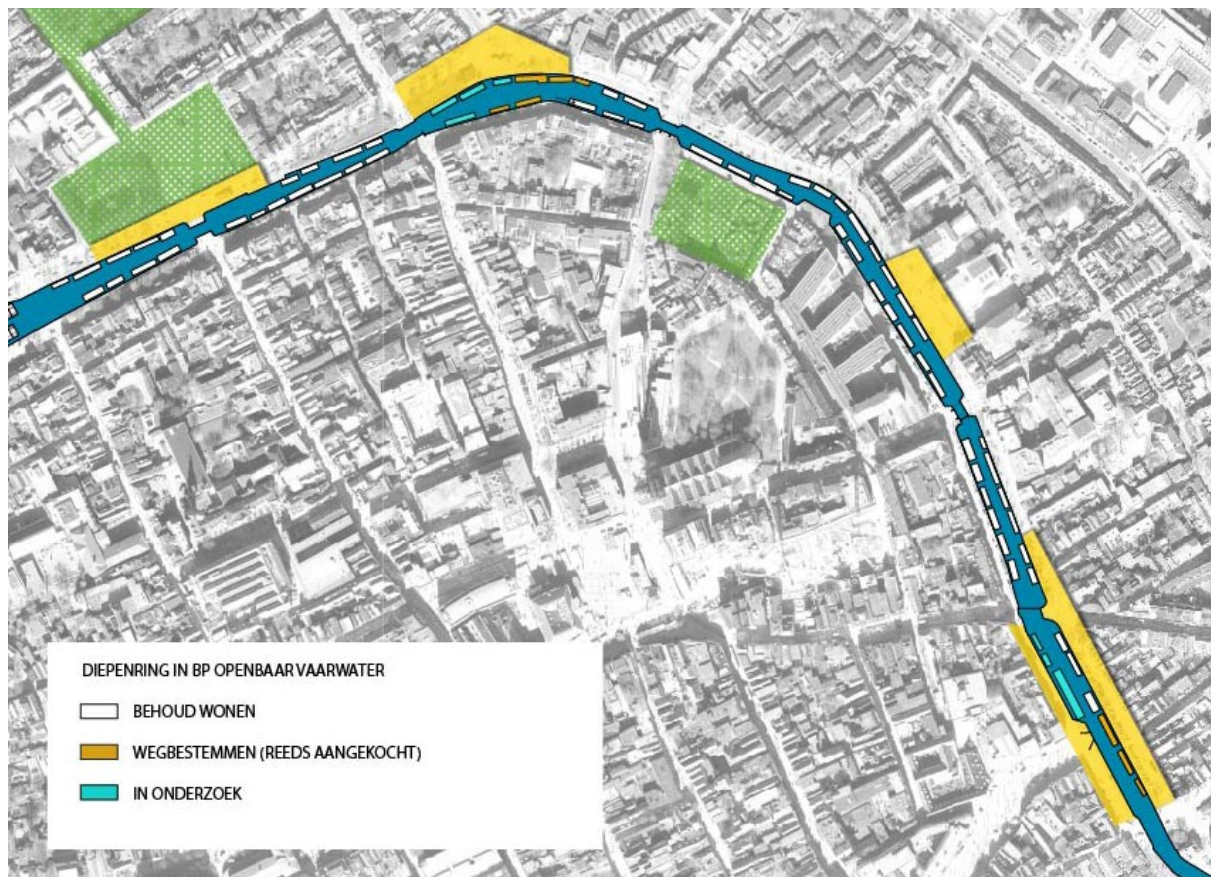 DIEPENRING IN BP OPENBAAR VAARWATER
BEHOUD WONEN
WEGBESTEMMEN (REEDS AANGEKOCHT)
IN ONDERZOEK